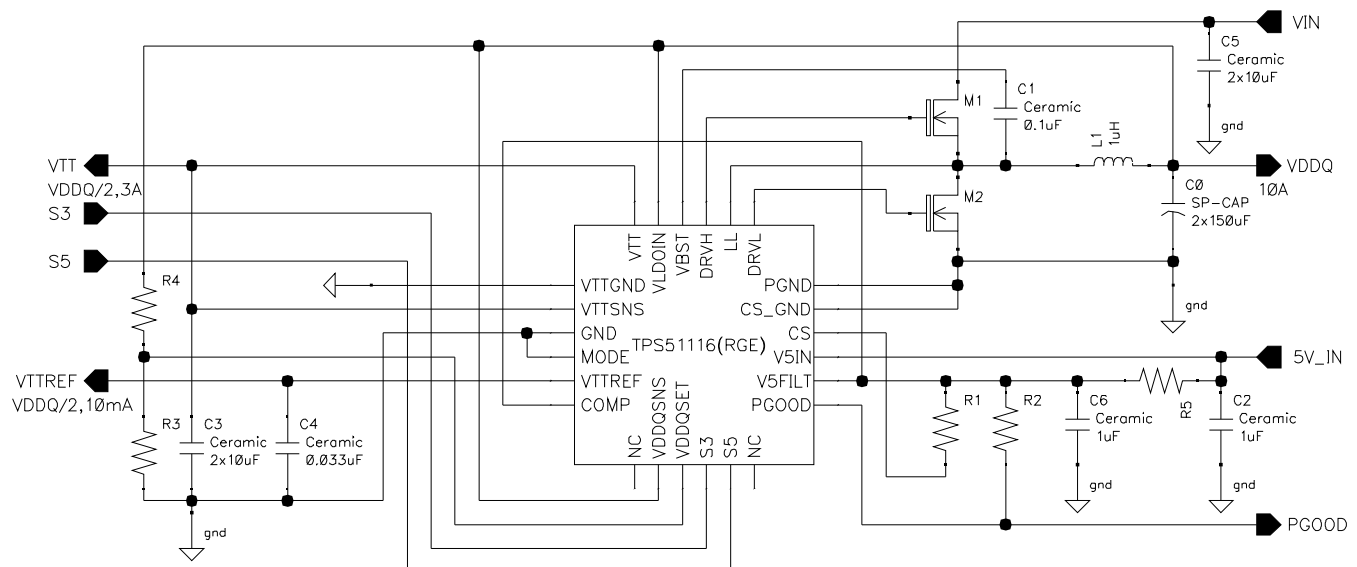 VIN
C5
Ceramic
2x10uF
gnd
M1
C1
Ceramic
0.1uF
L1
1uH
VDDQ
10A
C0
SP-CAP
2x150uF
gnd
M2
VTT
VDDQ/2,3A
S3
S5
R4
VTT
VLDOIN
VBST
DRVH
LL
DRVL
VTTGND
VTTSNS
GND
MODE
VTTREF
COMP
TPS51116(RGE)
PGND
CS_GND
CS
V5IN
V5FILT
PGOOD
NC
VDDQSNS
VDDQSET
S3
S5
NC
5V_IN
VTTREF
VDDQ/2,10mA
R3
C3
Ceramic
2x10uF
C4
Ceramic
0.033uF
gnd
R1
R2
C6
Ceramic
1uF
gnd
R5
C2
Ceramic
1uF
gnd
PGOOD